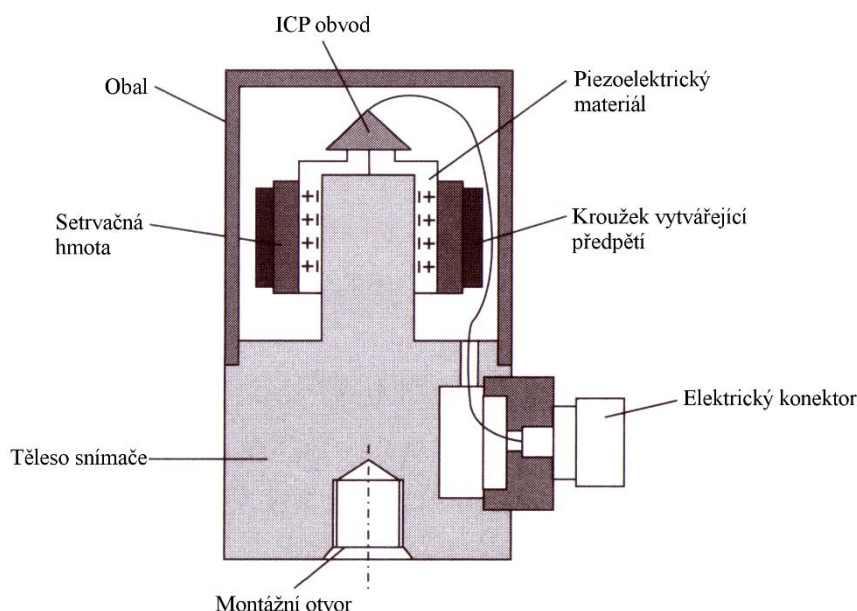 ICP obvod
Obal
Piezoelektrický
materiál
Setrvačná
hmota
Kroužek vytvářející
předpětí
Elektrický konektor
Těleso snímače
Montážní otvor